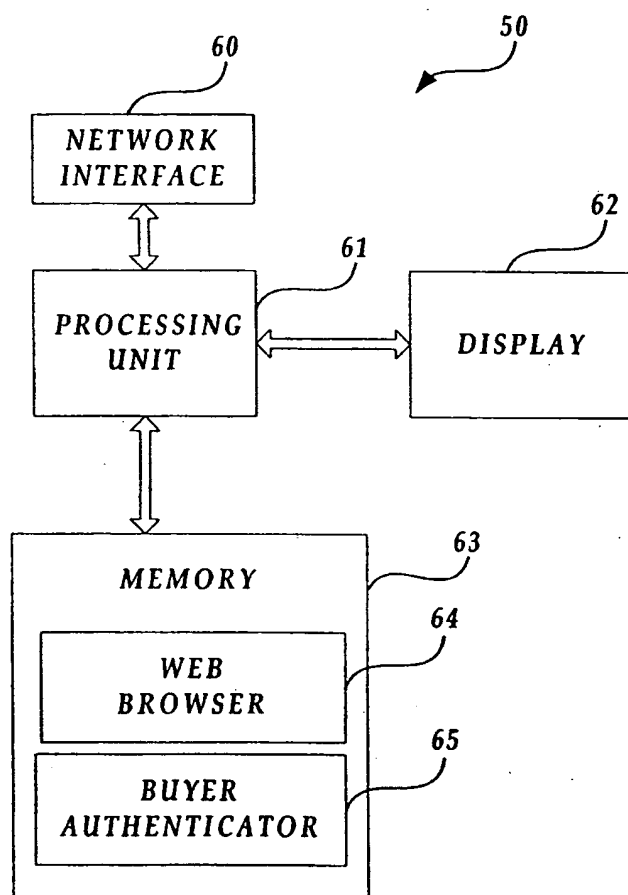 50
60
NETWORK
INTERFACE
61
62
PROCESSING
UNIT
DISPLAY
63
MEMORY
64
WEB
BROWSER
65
BUYER
AUTHENTICATOR